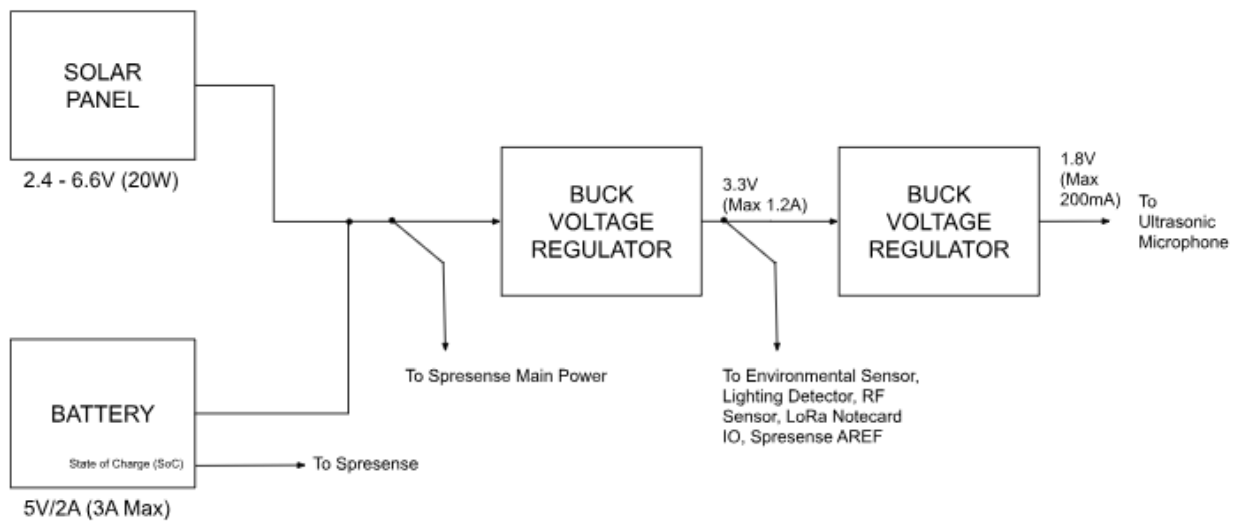 SOLAR
PANEL
2.4 - 6.6V (20W)
BUCK
VOLTAGE
REGULATOR
3.3V
(Max 1.2A)
BUCK
VOLTAGE
REGULATOR
1.8V
(Max
200mA)
To
Ultrasonic
Microphone
To Spresense Main Power
To Environmental Sensor,
Lighting Detector, RF
Sensor, LoRa Notecard
IO, Spresense AREF
BATTERY
State of Charge (SoC)
To Spresense
5V/2A (3A Max)